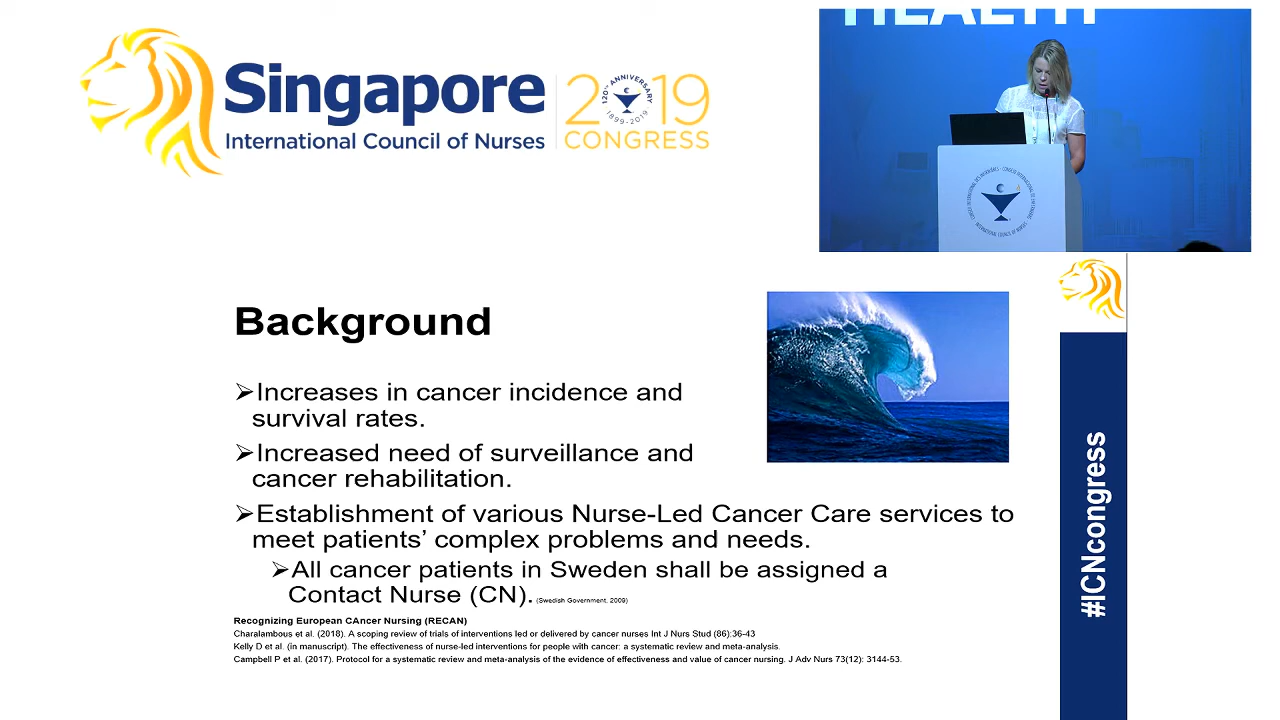 HEALTH
Singapore
International Council of Nurses
2019
CONGRESS
120TH ANNIVERSARY
1899-2019
Background
➢Increases in cancer incidence and
survival rates.
➢Increased need of surveillance and
cancer rehabilitation.
➢Establishment of various Nurse-Led Cancer Care services to
meet patients’ complex problems and needs.
➢All cancer patients in Sweden shall be assigned a
Contact Nurse (CN). (Swedish Government, 2009)
Recognizing European CAncer Nursing (RECAN)
Charalambous et al. (2018). A scoping review of trials of interventions led or delivered by cancer nurses Int J Nurs Stud (86):36-43
Kelly D et al. (in manuscript). The effectiveness of nurse-led interventions for people with cancer: a systematic review and meta-analysis.
Campbell P et al. (2017). Protocol for a systematic review and meta-analysis of the evidence of effectiveness and value of cancer nursing. J Adv Nurs 73(12): 3144-53.
#ICNcongress